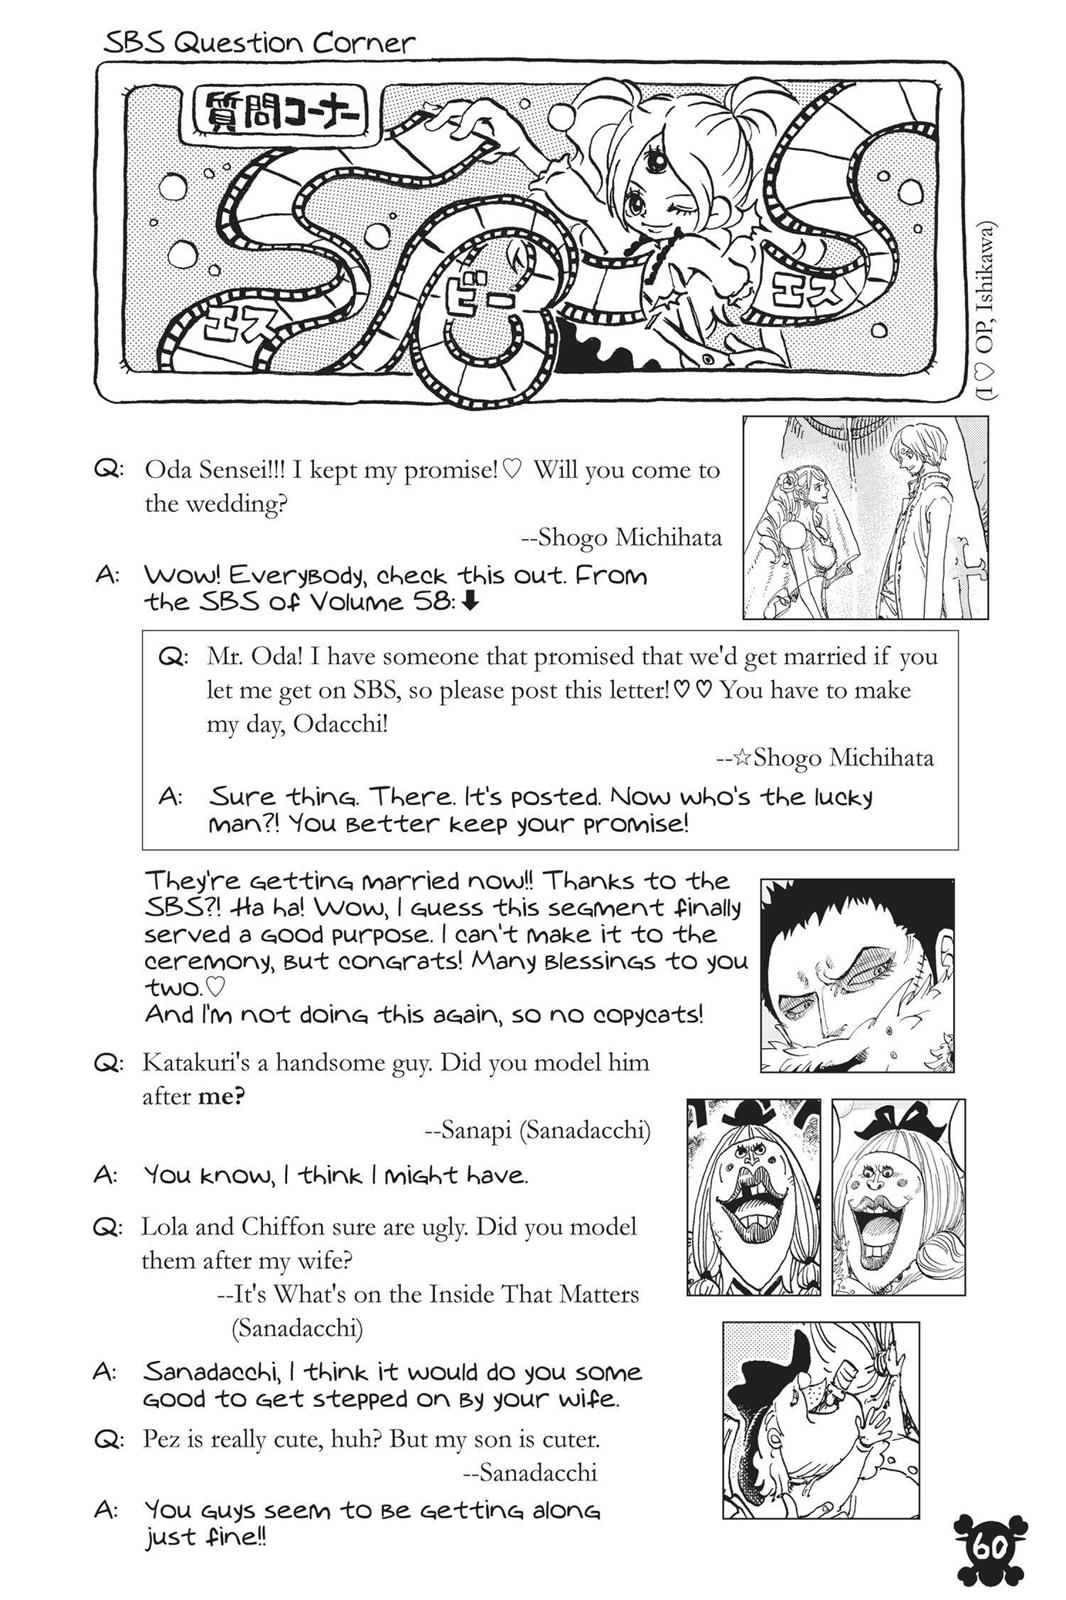 SBS Question Corner
質問コーナー
エス
ビー
エス
(I ♡ OP, Ishikawa)
Q: Oda Sensei!!! I kept my promise!♡ Will you come to
the wedding?
--Shogo Michihata
A: Wow! Everybody, check this out. From
the SBS of Volume 58:⬇
Q: Mr. Oda! I have someone that promised that we'd get married if you
let me get on SBS, so please post this letter!♡♡ You have to make
my day, Odacchi!
--☆Shogo Michihata
A: Sure thing. There. It's posted. Now who's the lucky
man?! You better keep your promise!
They're getting married now!! Thanks to the
SBS?! Ha ha! Wow, I guess this segment finally
served a good purpose. I can't make it to the
ceremony, but congrats! Many blessings to you
two.♡
And I'm not doing this again, so no copycats!
Q: Katakuri's a handsome guy. Did you model him
after me?
--Sanapi (Sanadacchi)
A: You know, I think I might have.
Q: Lola and Chiffon sure are ugly. Did you model
them after my wife?
--It's What's on the Inside That Matters
(Sanadacchi)
A: Sanadacchi, I think it would do you some
good to get stepped on by your wife.
Q: Pez is really cute, huh? But my son is cuter.
--Sanadacchi
A: You guys seem to be getting along
just fine!!
60